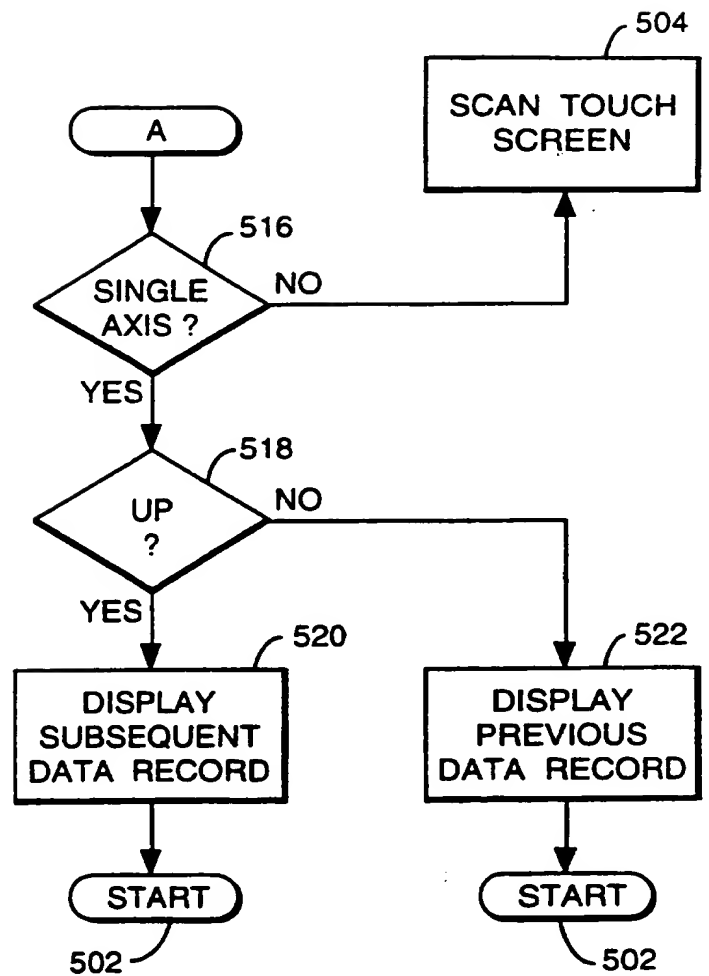 504
SCAN TOUCH
SCREEN
A
516
SINGLE
AXIS ?
NO
YES
518
UP
?
NO
YES
520
DISPLAY
SUBSEQUENT
DATA RECORD
522
DISPLAY
PREVIOUS
DATA RECORD
START
502
START
502